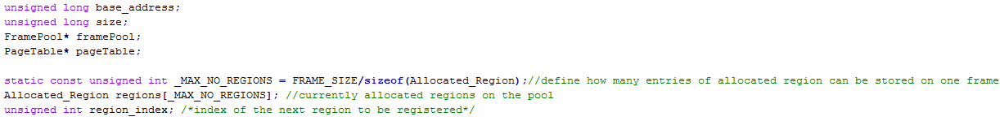 unsigned long base_address;
unsigned long size;
FramePool* framePool;
PageTable* pageTable;
static const unsigned int _MAX_NO_REGIONS = FRAME_SIZE/sizeof(Allocated_Region);//define how many entries of allocated region can be stored on one frame
Allocated_Region regions[_MAX_NO_REGIONS]; //currently allocated regions on the pool
unsigned int region_index; /*index of the next region to be registered*/